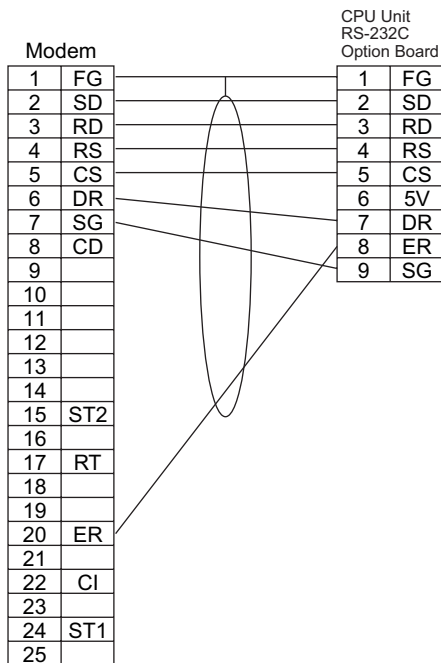 CPU Unit
RS-232C
Option Board
Modem
1 FG
2 SD
3 RD
4 RS
5 CS
6 DR
7 SG
8 CD
9
10
11
12
13
14
15 ST2
16
17 RT
18
19
20 ER
21
22 CI
23
24 ST1
25
1 FG
2 SD
3 RD
4 RS
5 CS
6 5V
7 DR
8 ER
9 SG